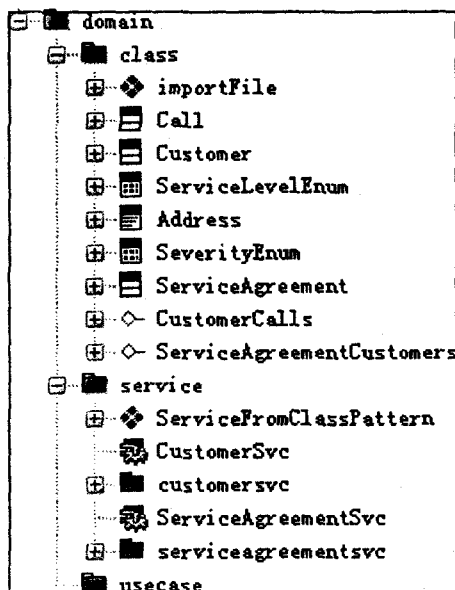 domain
class
importFile
Call
Customer
ServiceLevelEnum
Address
SeverityEnum
ServiceAgreement
CustomerCalls
ServiceAgreementCustomers
service
ServiceFromClassPattern
CustomerSvc
customersvc
ServiceAgreementSvc
serviceagreementsvc
usecase